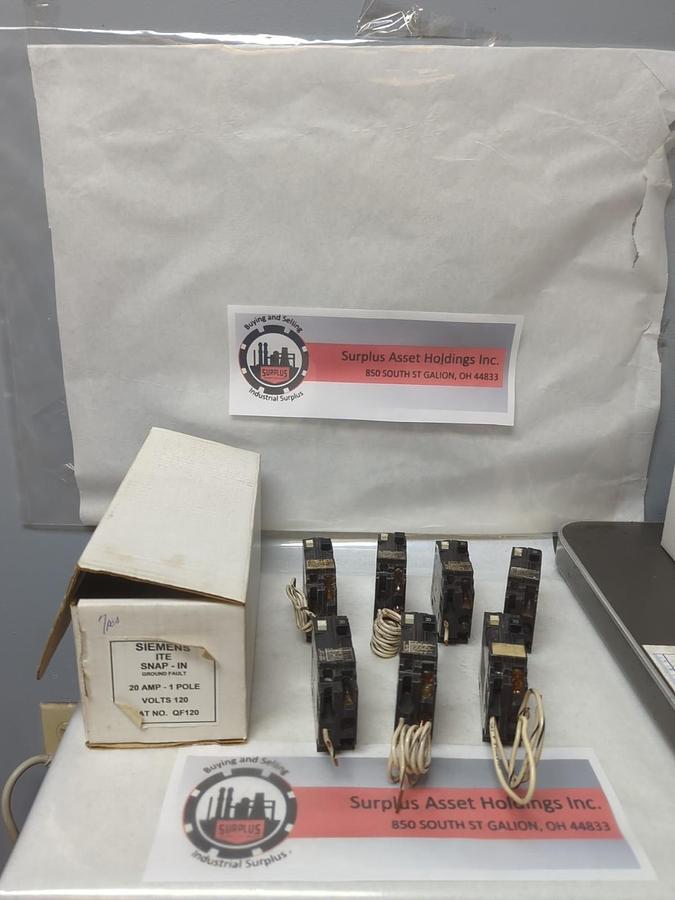 Buying and Selling
SURPLUS
Industrial Surplus
Surplus Asset Holdings Inc.
850 SOUTH ST GALION, OH 44833
7pcs
SIEMENS
ITE
SNAP - IN
GROUND FAULT
20 AMP - 1 POLE
VOLTS 120
AT NO. QF120
20
Buying and Selling
SURPLUS
Industrial Surplus
Surplus Asset Holdings Inc.
850 SOUTH ST GALION, OH 44833